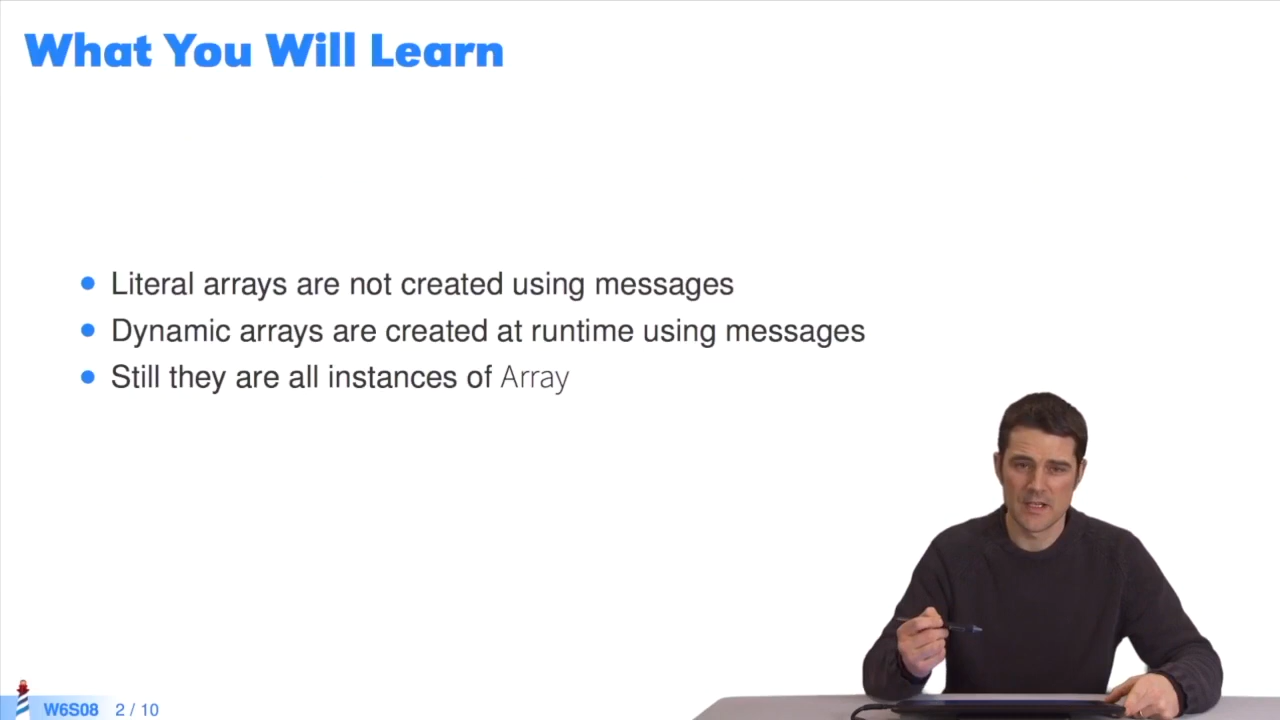 What You Will Learn
Literal arrays are not created using messages
Dynamic arrays are created at runtime using messages
Still they are all instances of Array
W6S08 2 / 10